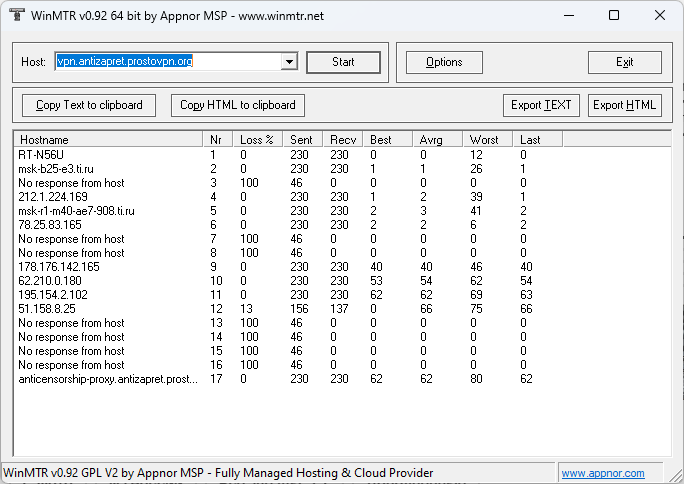 WinMTR v0.92 64 bit by Appnor MSP - www.winmtr.net
Host: vpn.antizapret.prostovpn.org Start Options Exit
Copy Text to clipboard Copy HTML to clipboard Export TEXT Export HTML
Hostname Nr Loss % Sent Recv Best Avrg Worst Last
RT-N56U 1 0 230 230 0 0 12 0
msk-b25-e3.ti.ru 2 0 230 230 1 1 26 1
No response from host 3 100 46 0 0 0 0 0
212.1.224.169 4 0 230 230 1 2 39 1
msk-r1-m40-ae7-908.ti.ru 5 0 230 230 2 3 41 2
78.25.83.165 6 0 230 230 2 2 6 2
No response from host 7 100 46 0 0 0 0 0
No response from host 8 100 46 0 0 0 0 0
178.176.142.165 9 0 230 230 40 40 46 40
62.210.0.180 10 0 230 230 53 54 62 54
195.154.2.102 11 0 230 230 62 62 69 63
51.158.8.25 12 13 156 137 0 66 75 66
No response from host 13 100 46 0 0 0 0 0
No response from host 14 100 46 0 0 0 0 0
No response from host 15 100 46 0 0 0 0 0
No response from host 16 100 46 0 0 0 0 0
anticensorship-proxy.antizapret.prost... 17 0 230 230 62 62 80 62
WinMTR v0.92 GPL V2 by Appnor MSP - Fully Managed Hosting & Cloud Provider www.appnor.com